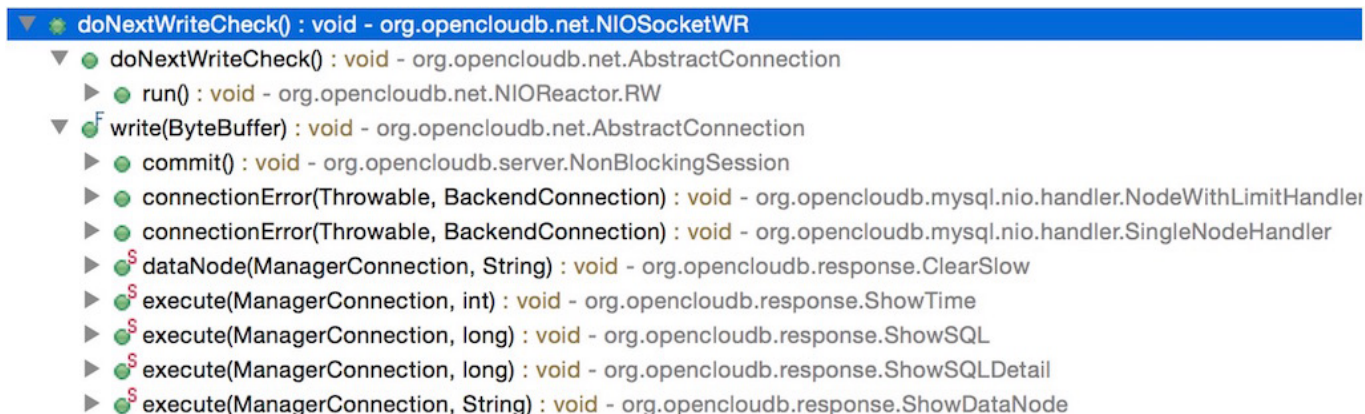 doNextWriteCheck() : void - org.opencloudb.net.NIOSocketWR
doNextWriteCheck() : void - org.opencloudb.net.AbstractConnection
run() : void - org.opencloudb.net.NIOReactor.RW
F write(ByteBuffer) : void - org.opencloudb.net.AbstractConnection
commit() : void - org.opencloudb.server.NonBlockingSession
connectionError(Throwable, BackendConnection) : void - org.opencloudb.mysql.nio.handler.NodeWithLimitHandler
connectionError(Throwable, BackendConnection) : void - org.opencloudb.mysql.nio.handler.SingleNodeHandler
S dataNode(ManagerConnection, String) : void - org.opencloudb.response.ClearSlow
S execute(ManagerConnection, int) : void - org.opencloudb.response.ShowTime
S execute(ManagerConnection, long) : void - org.opencloudb.response.ShowSQL
S execute(ManagerConnection, long) : void - org.opencloudb.response.ShowSQLDetail
S execute(ManagerConnection, String) : void - org.opencloudb.response.ShowDataNode